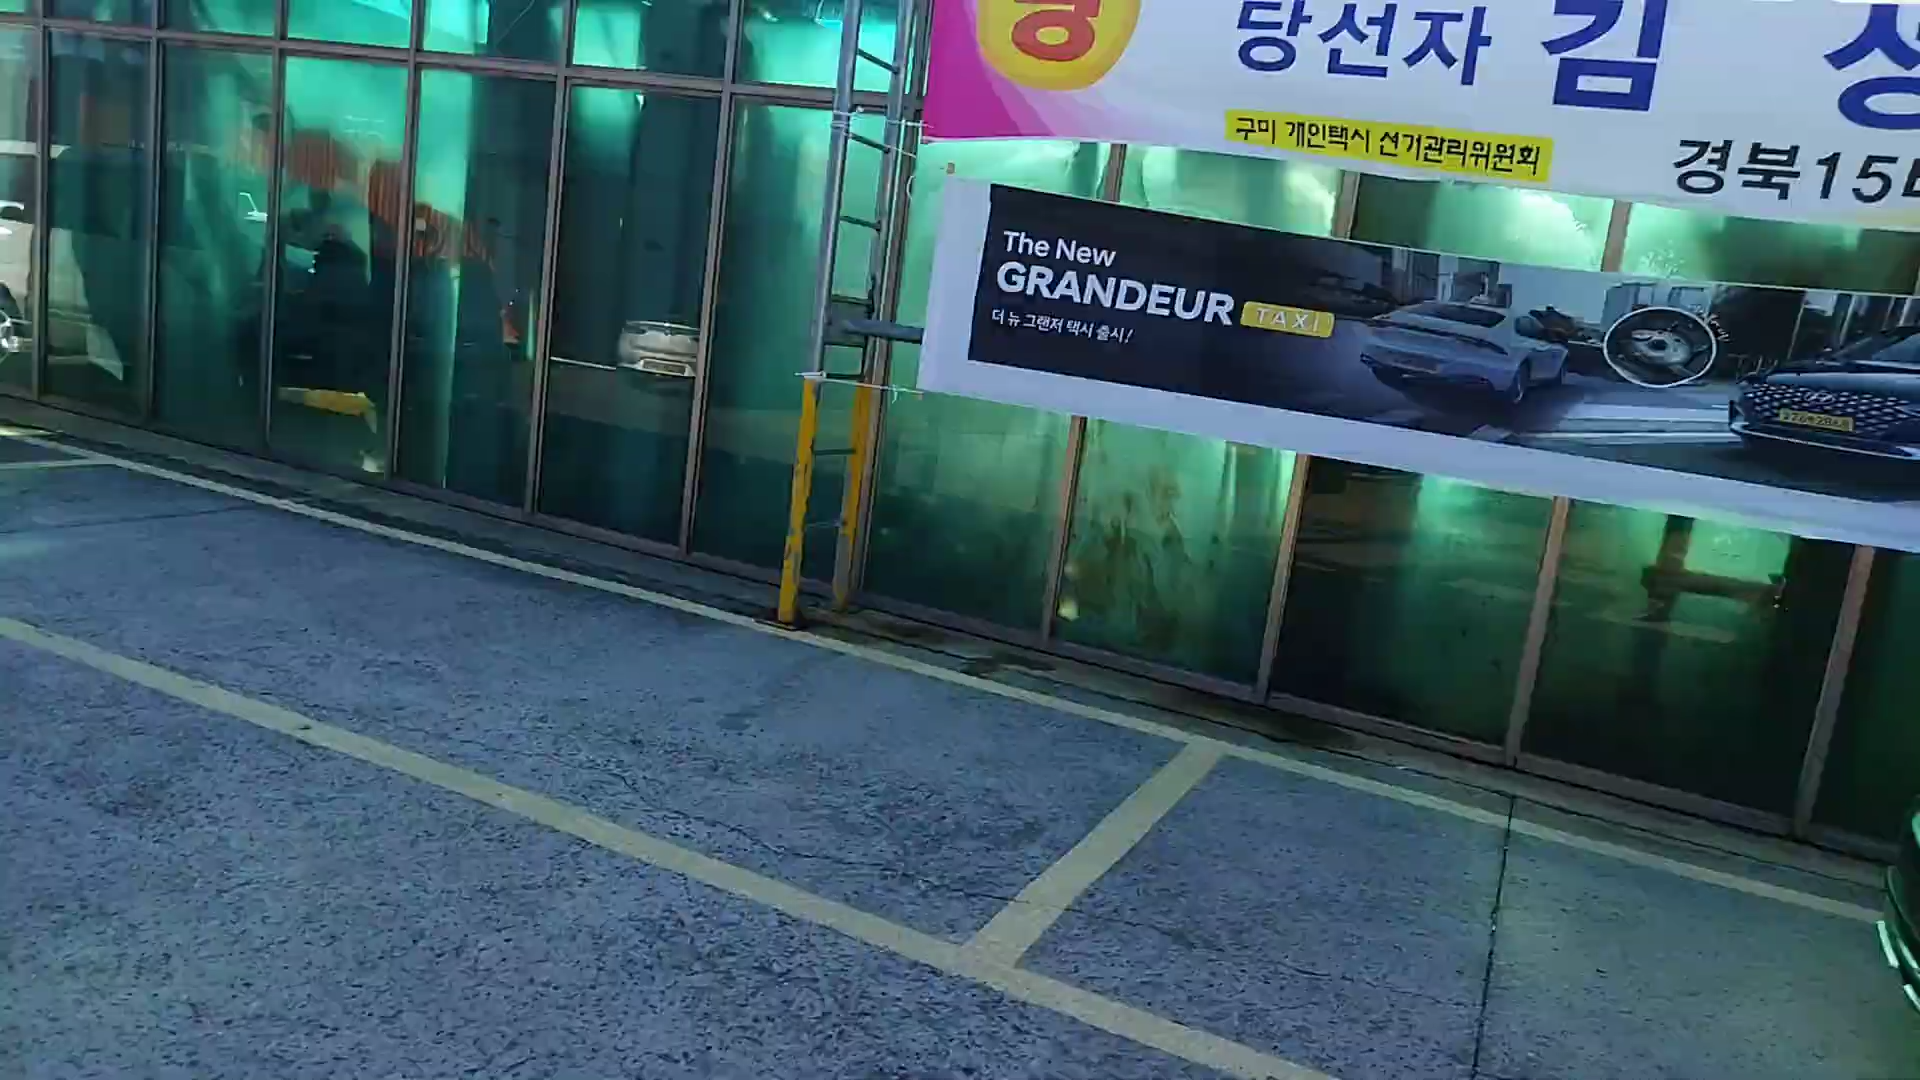 당선자 김
구미 개인택시 선거관리위원회
경북15
The New
GRANDEUR TAXI
더 뉴 그랜저 택시 출시!